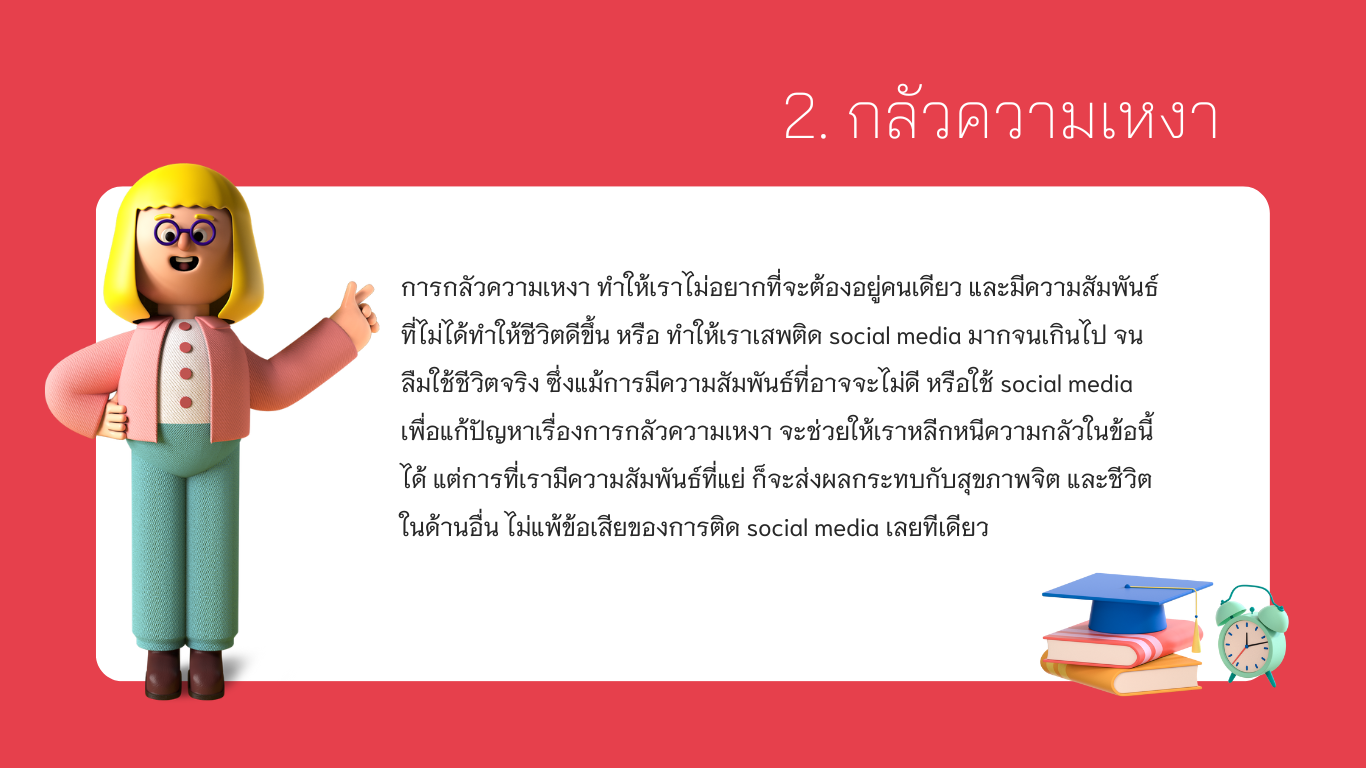 2. กลัวความเหงา
การกลัวความเหงา ทำให้เราไม่อยากที่จะต้องอยู่คนเดียว และมีความสัมพันธ์
ที่ไม่ได้ทำให้ชีวิตดีขึ้น หรือ ทำให้เราเสพติด social media มากจนเกินไป จน
ลืมใช้ชีวิตจริง ซึ่งแม้การมีความสัมพันธ์ที่อาจจะไม่ดี หรือใช้ social media
เพื่อแก้ปัญหาเรื่องการกลัวความเหงา จะช่วยให้เราหลีกหนีความกลัวในข้อนี้
ได้ แต่การที่เรามีความสัมพันธ์ที่แย่ ก็จะส่งผลกระทบกับสุขภาพจิต และชีวิต
ในด้านอื่น ไม่แพ้ข้อเสียของการติด social media เลยทีเดียว